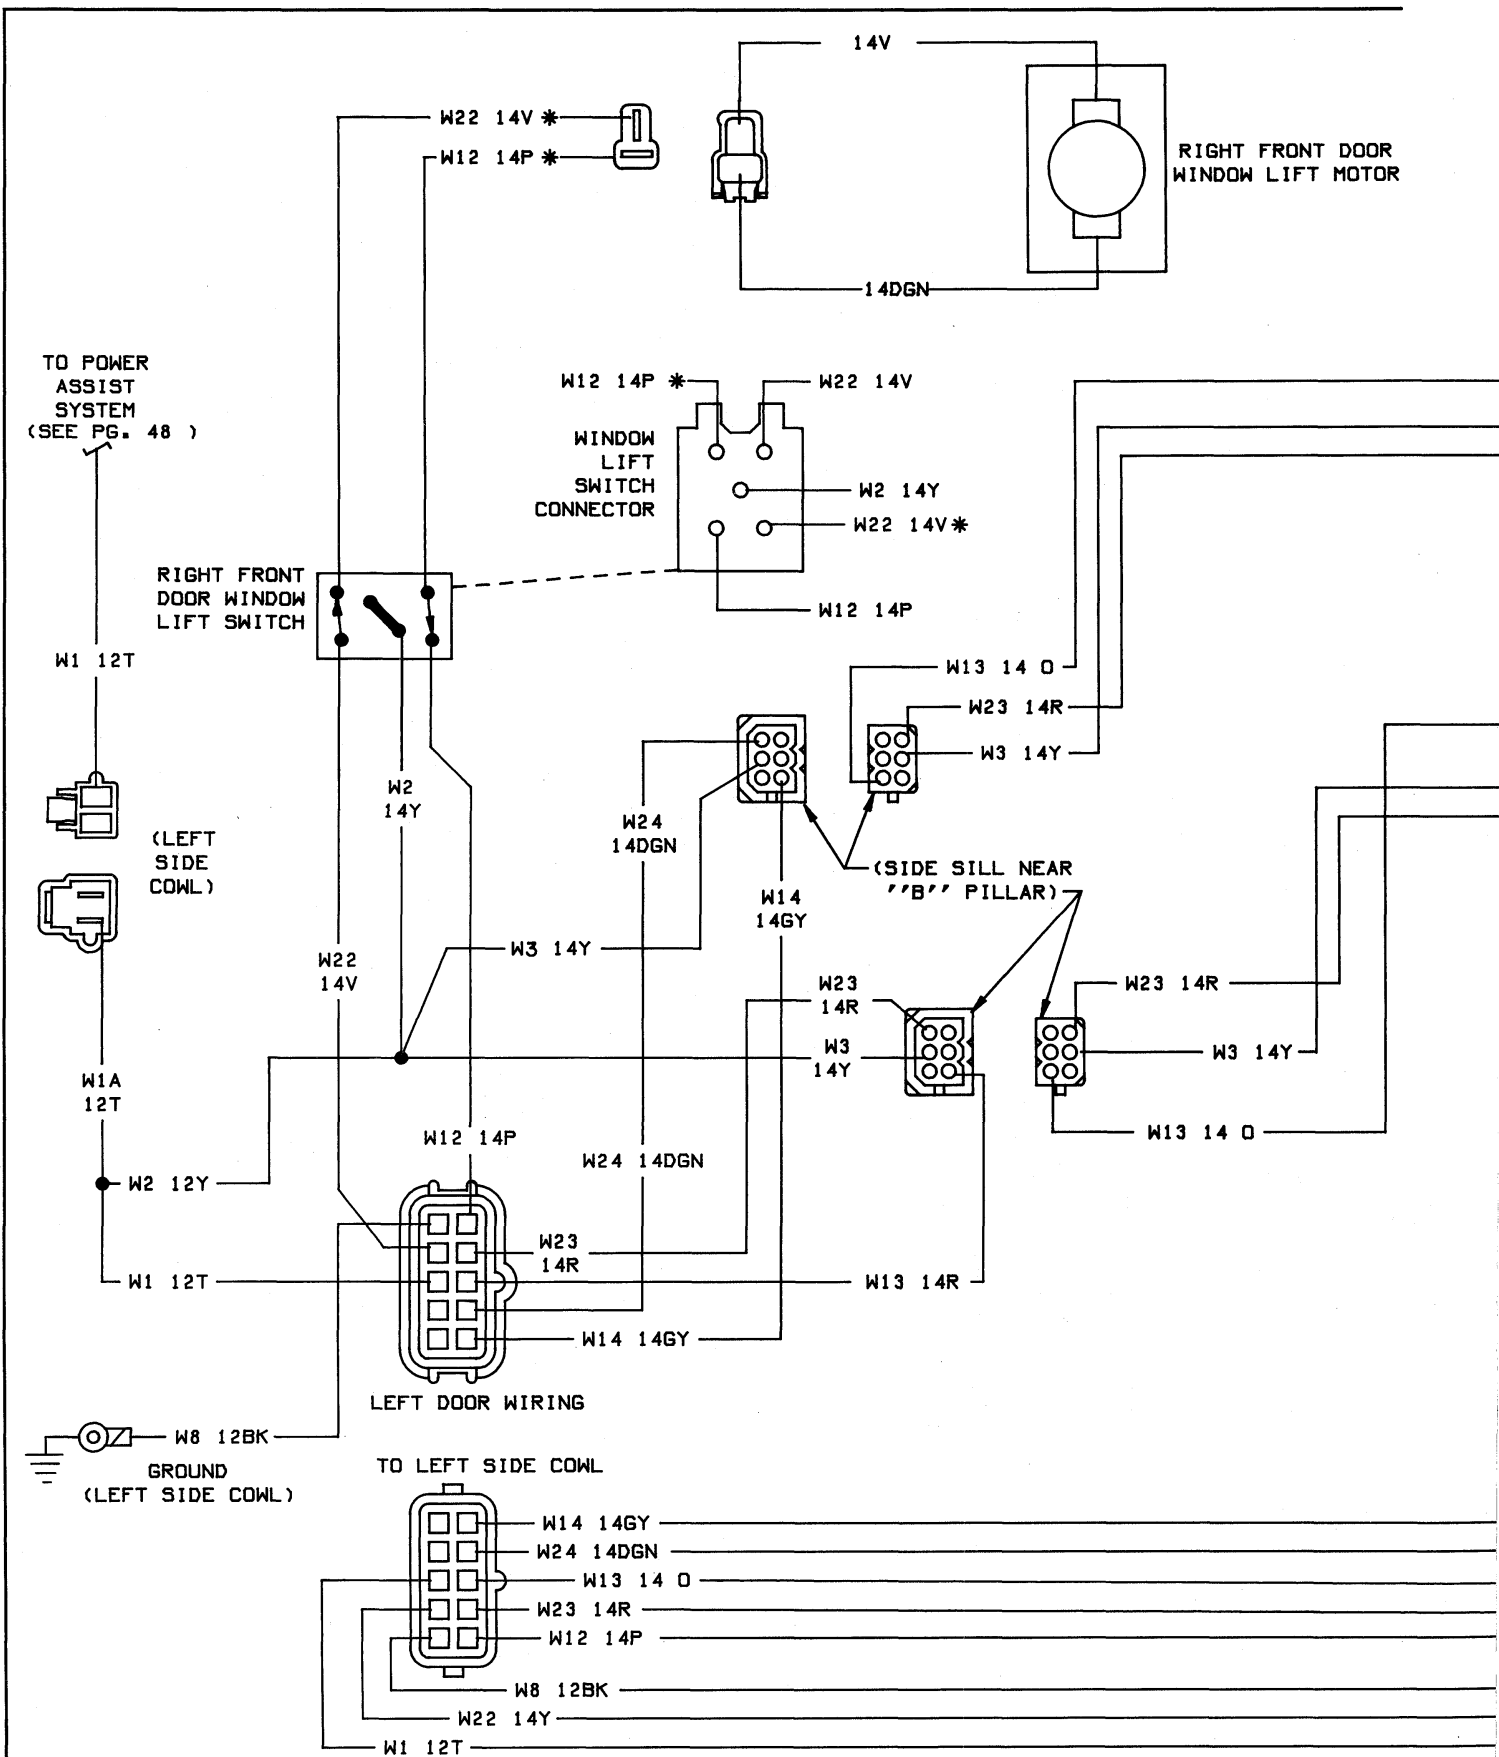 14V
W22 14V *
W12 14P *
RIGHT FRONT DOOR
WINDOW LIFT MOTOR
14DGN
TO POWER
ASSIST
SYSTEM
(SEE PG. 48 )
W12 14P *
W22 14V
WINDOW
LIFT
SWITCH
CONNECTOR
W2 14Y
W22 14V *
W12 14P
RIGHT FRONT
DOOR WINDOW
LIFT SWITCH
W1 12T
W13 14 O
W23 14R
W3 14Y
W2
14Y
W24
14DGN
(LEFT
SIDE
COWL)
(SIDE SILL NEAR
''B'' PILLAR)
W14
14GY
W3 14Y
W22
14V
W23
14R
W23 14R
W3
14Y
W3 14Y
W1A
12T
W12 14P
W13 14 O
W24 14DGN
W2 12Y
W23
14R
W1 12T
W13 14R
W14 14GY
LEFT DOOR WIRING
W8 12BK
GROUND
(LEFT SIDE COWL)
TO LEFT SIDE COWL
W14 14GY
W24 14DGN
W13 14 O
W23 14R
W12 14P
W8 12BK
W22 14Y
W1 12T